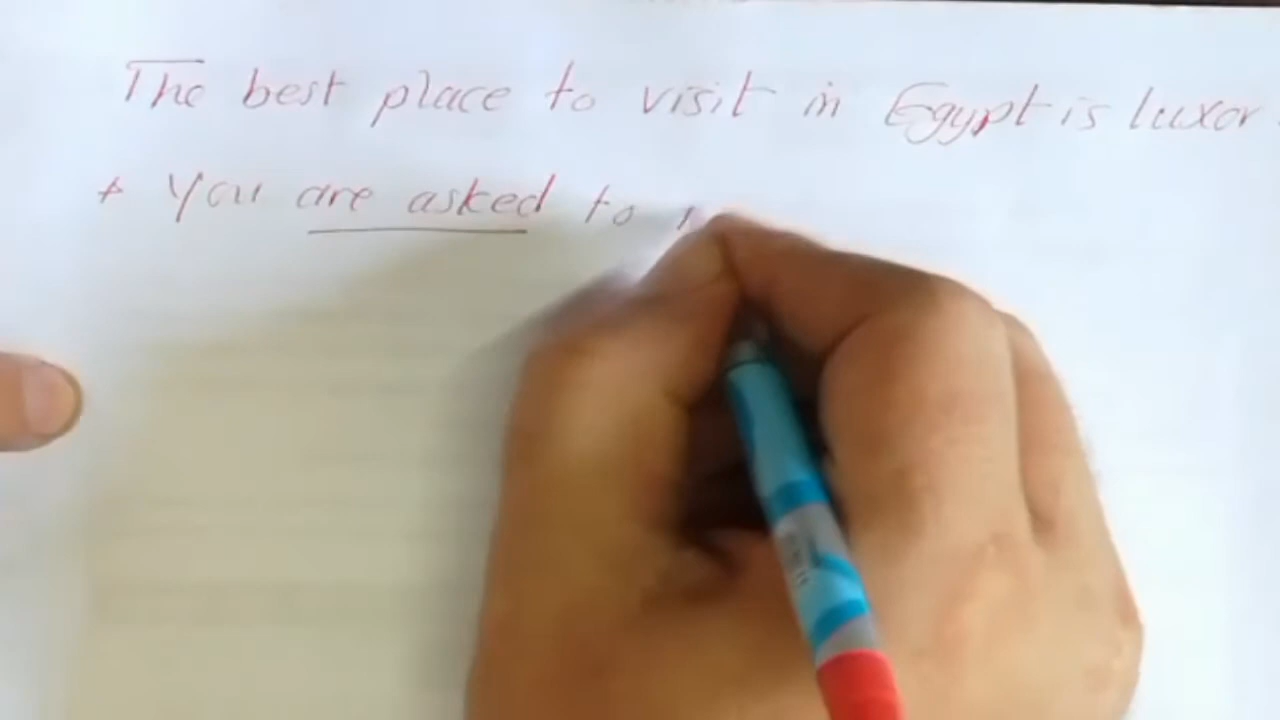 The best place to visit in Egypt is luxor.
+ You are asked to